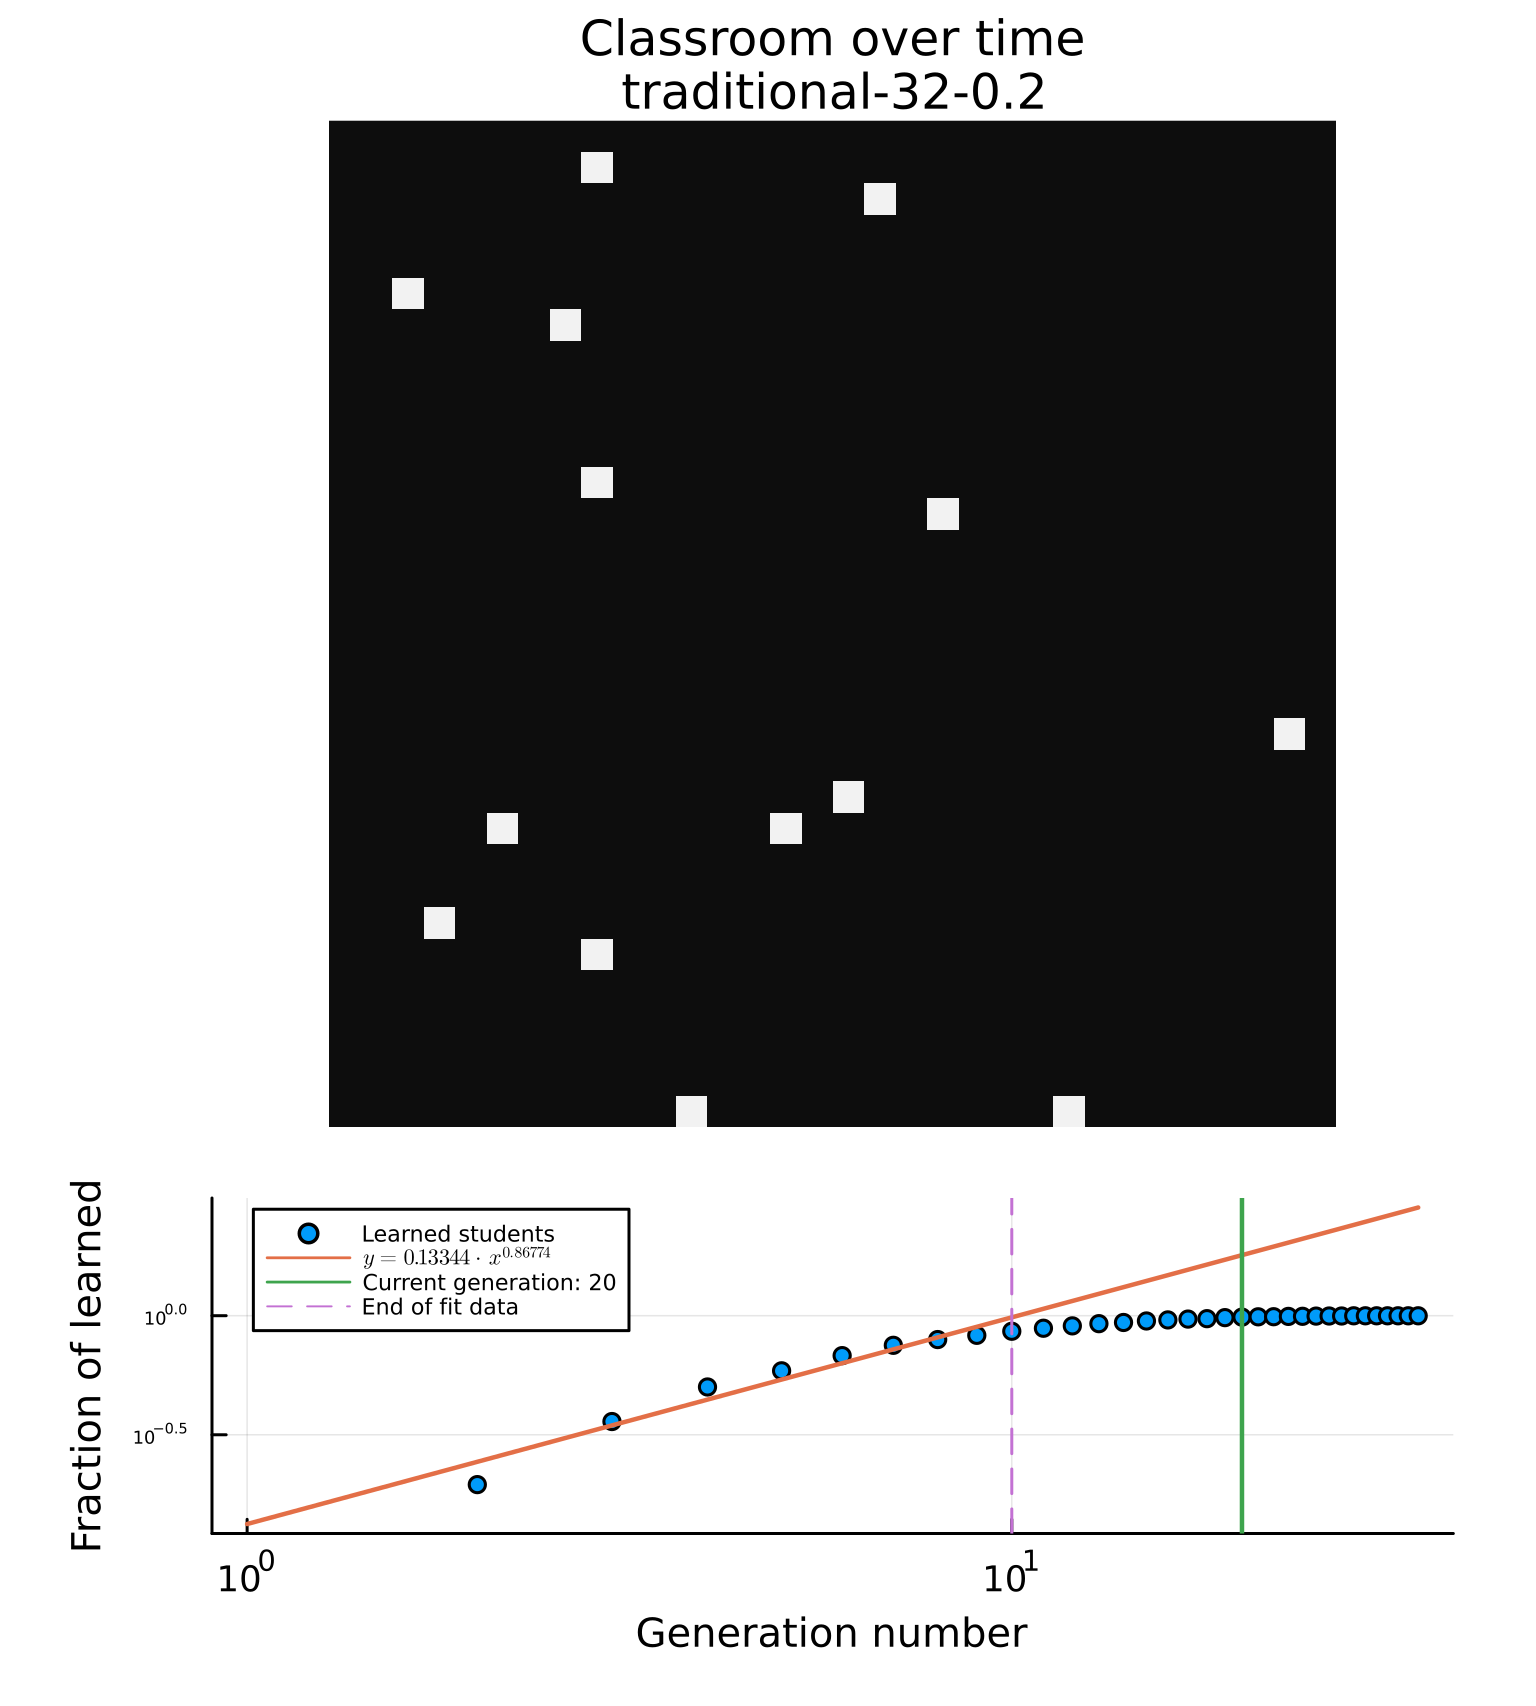 Classroom over time
traditional-32-0.2
Fraction of learned
Learned students
y = 0.13344 · x^0.86774
Current generation: 20
End of fit data
10^0.0
10^−0.5
10^0
10^1
Generation number